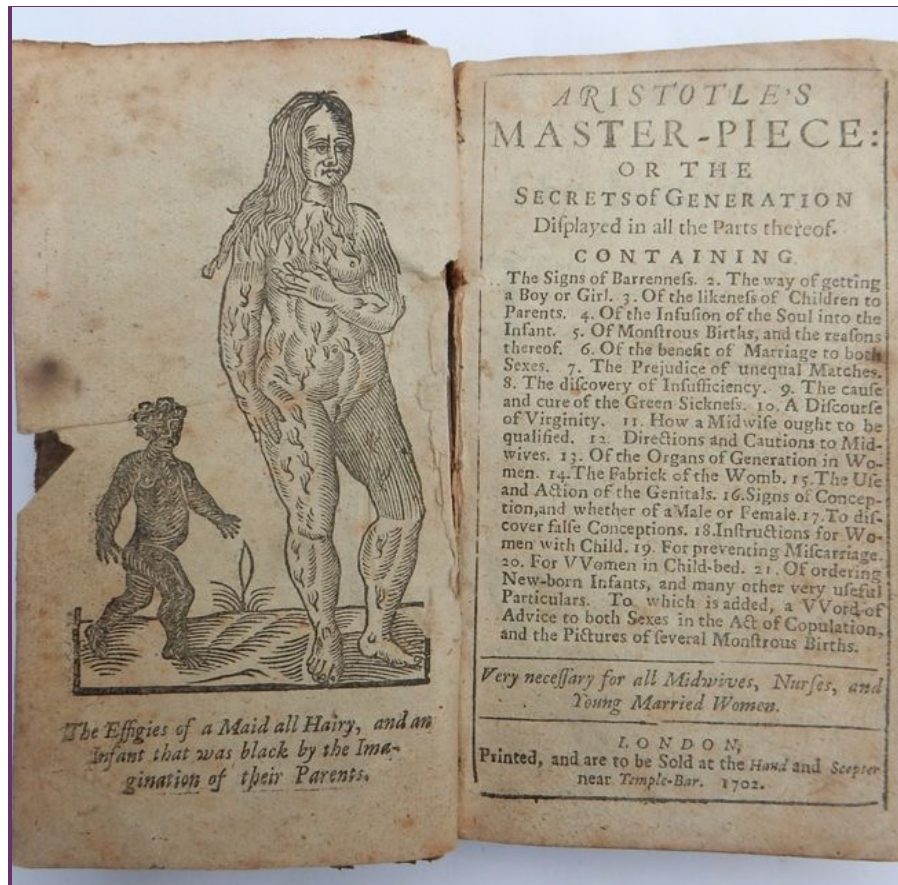 The Effigies of a Maid all Hairy, and an
Infant that was black by the Ima-
gination of their Parents.
ARISTOTLE'S
MASTER-PIECE:
OR THE
SECRETS of GENERATION
Diſplayed in all the Parts thereof.
CONTAINING
The Signs of Barrenneſs. 2. The way of getting
a Boy or Girl. 3. Of the likeneſs of Children to
Parents. 4. Of the Infuſion of the Soul into the
Infant. 5. Of Monſtrous Births, and the reaſons
thereof. 6. Of the benefit of Marriage to both
Sexes. 7. The Prejudice of unequal Matches.
8. The diſcovery of Inſufficiency. 9. The cauſe
and cure of the Green Sickneſs. 10. A Diſcourſe
of Virginity. 11. How a Midwife ought to be
qualified. 12. Directions and Cautions to Mid-
wives. 13. Of the Organs of Generation in Wo-
men. 14. The Fabrick of the Womb. 15. The Uſe
and Action of the Genitals. 16. Signs of Concep-
tion, and whether of a Male or Female. 17. To diſ-
cover falſe Conceptions. 18. Inſtructions for Wo-
men with Child. 19. For preventing Miſcarriage.
20. For VVomen in Child-bed. 21. Of ordering
New-born Infants, and many other very uſeful
Particulars. To which is added, a VVord of
Advice to both Sexes in the Act of Copulation,
and the Pictures of ſeveral Monſtrous Births.
Very neceſſary for all Midwives, Nurſes, and
Young Married Women.
LONDON,
Printed, and are to be Sold at the Hand and Scepter
near Temple-Bar. 1702.